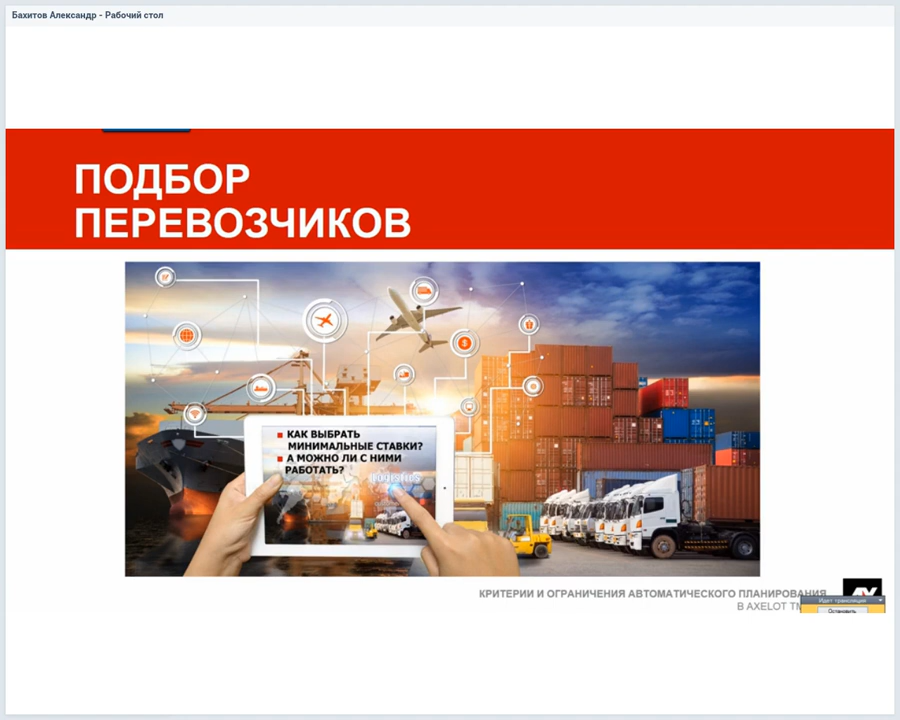 Бахитов Александр - Рабочий стол
ПОДБОР
ПЕРЕВОЗЧИКОВ
КАК ВЫБРАТЬ
МИНИМАЛЬНЫЕ СТАВКИ?
А МОЖНО ЛИ С НИМИ
РАБОТАТЬ?
Logistics
КРИТЕРИИ И ОГРАНИЧЕНИЯ АВТОМАТИЧЕСКОГО ПЛАНИРОВАНИЯ
В AXELOT
Идет трансляция
Остановить